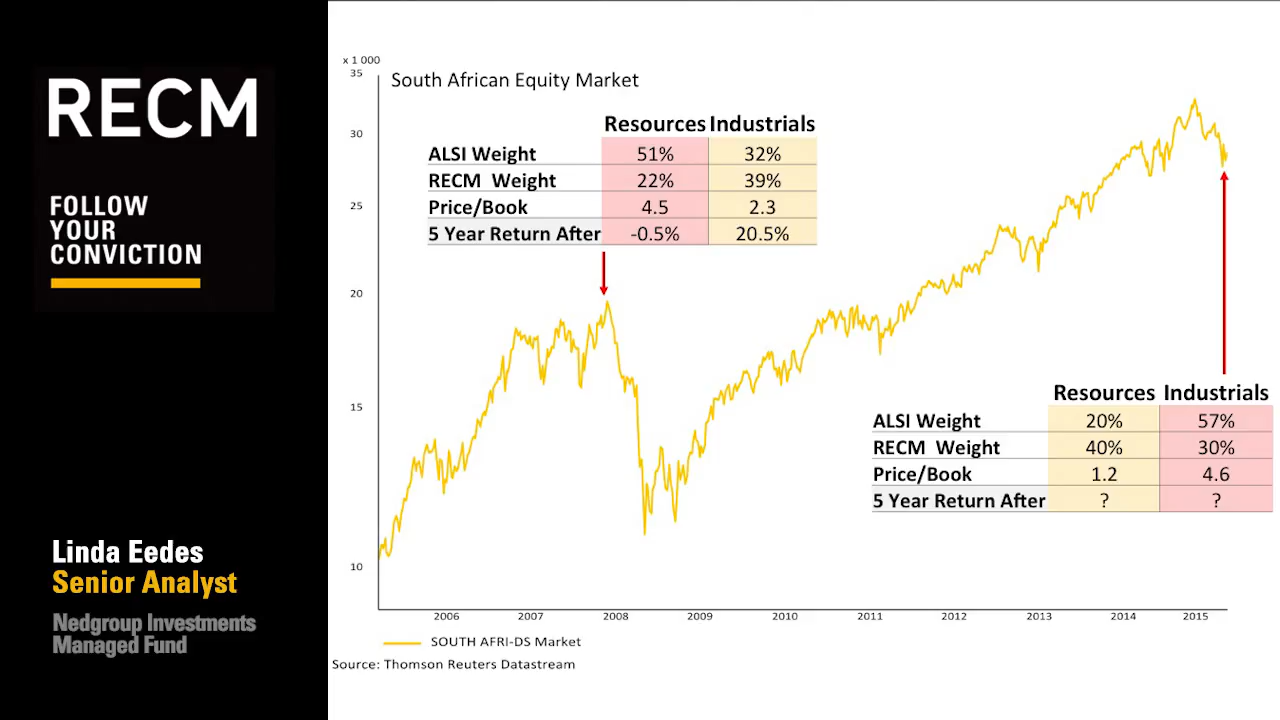 RECM
FOLLOW
YOUR
CONVICTION
Linda Eedes
Senior Analyst
Nedgroup Investments
Managed Fund
x 1 000
South African Equity Market
35
30
25
20
15
10
Resources Industrials
ALSI Weight 51% 32%
RECM Weight 22% 39%
Price/Book 4.5 2.3
5 Year Return After -0.5% 20.5%
Resources Industrials
ALSI Weight 20% 57%
RECM Weight 40% 30%
Price/Book 1.2 4.6
5 Year Return After ? ?
2006 2007 2008 2009 2010 2011 2012 2013 2014 2015
SOUTH AFRI-DS Market
Source: Thomson Reuters Datastream